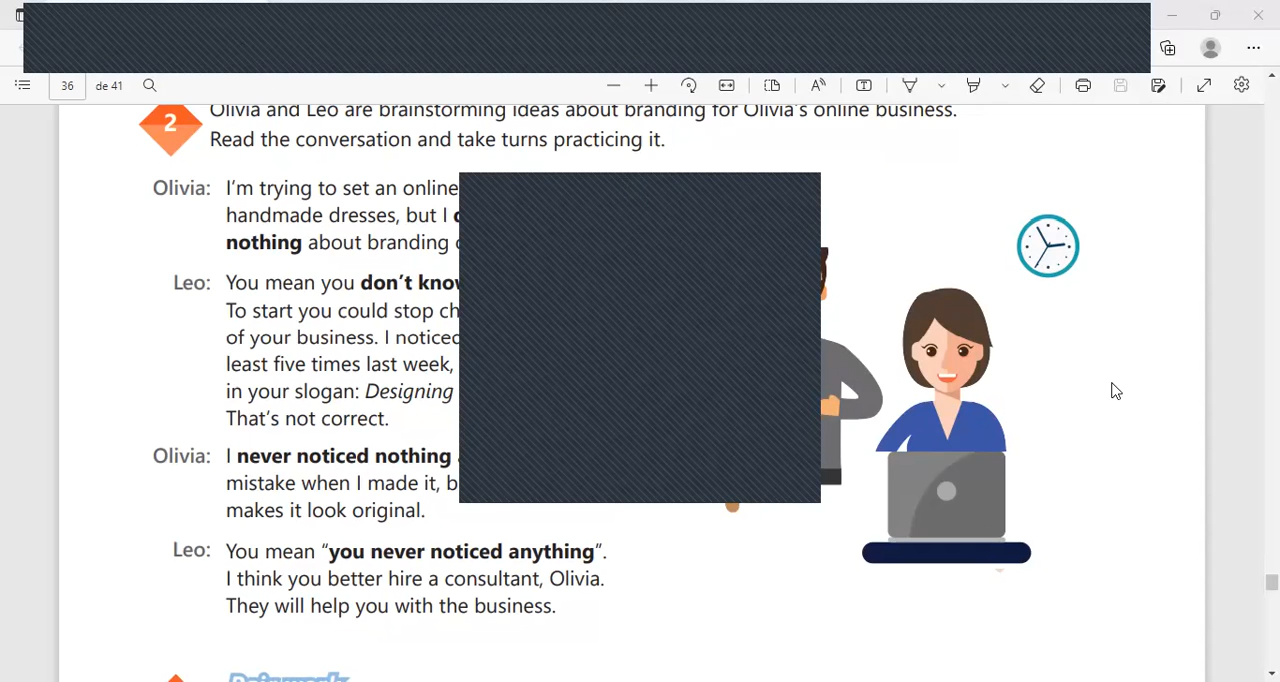 36 de 41
2
Olivia and Leo are brainstorming ideas about branding for Olivia's online business.
Read the conversation and take turns practicing it.
Olivia: I'm trying to set an online
handmade dresses, but I
nothing about branding
Leo: You mean you don't know
To start you could stop
of your business. I noticed
least five times last week,
in your slogan: Designing
That's not correct.
Olivia: I never noticed nothing
mistake when I made it,
makes it look original.
Leo: You mean “you never noticed anything”.
I think you better hire a consultant, Olivia.
They will help you with the business.